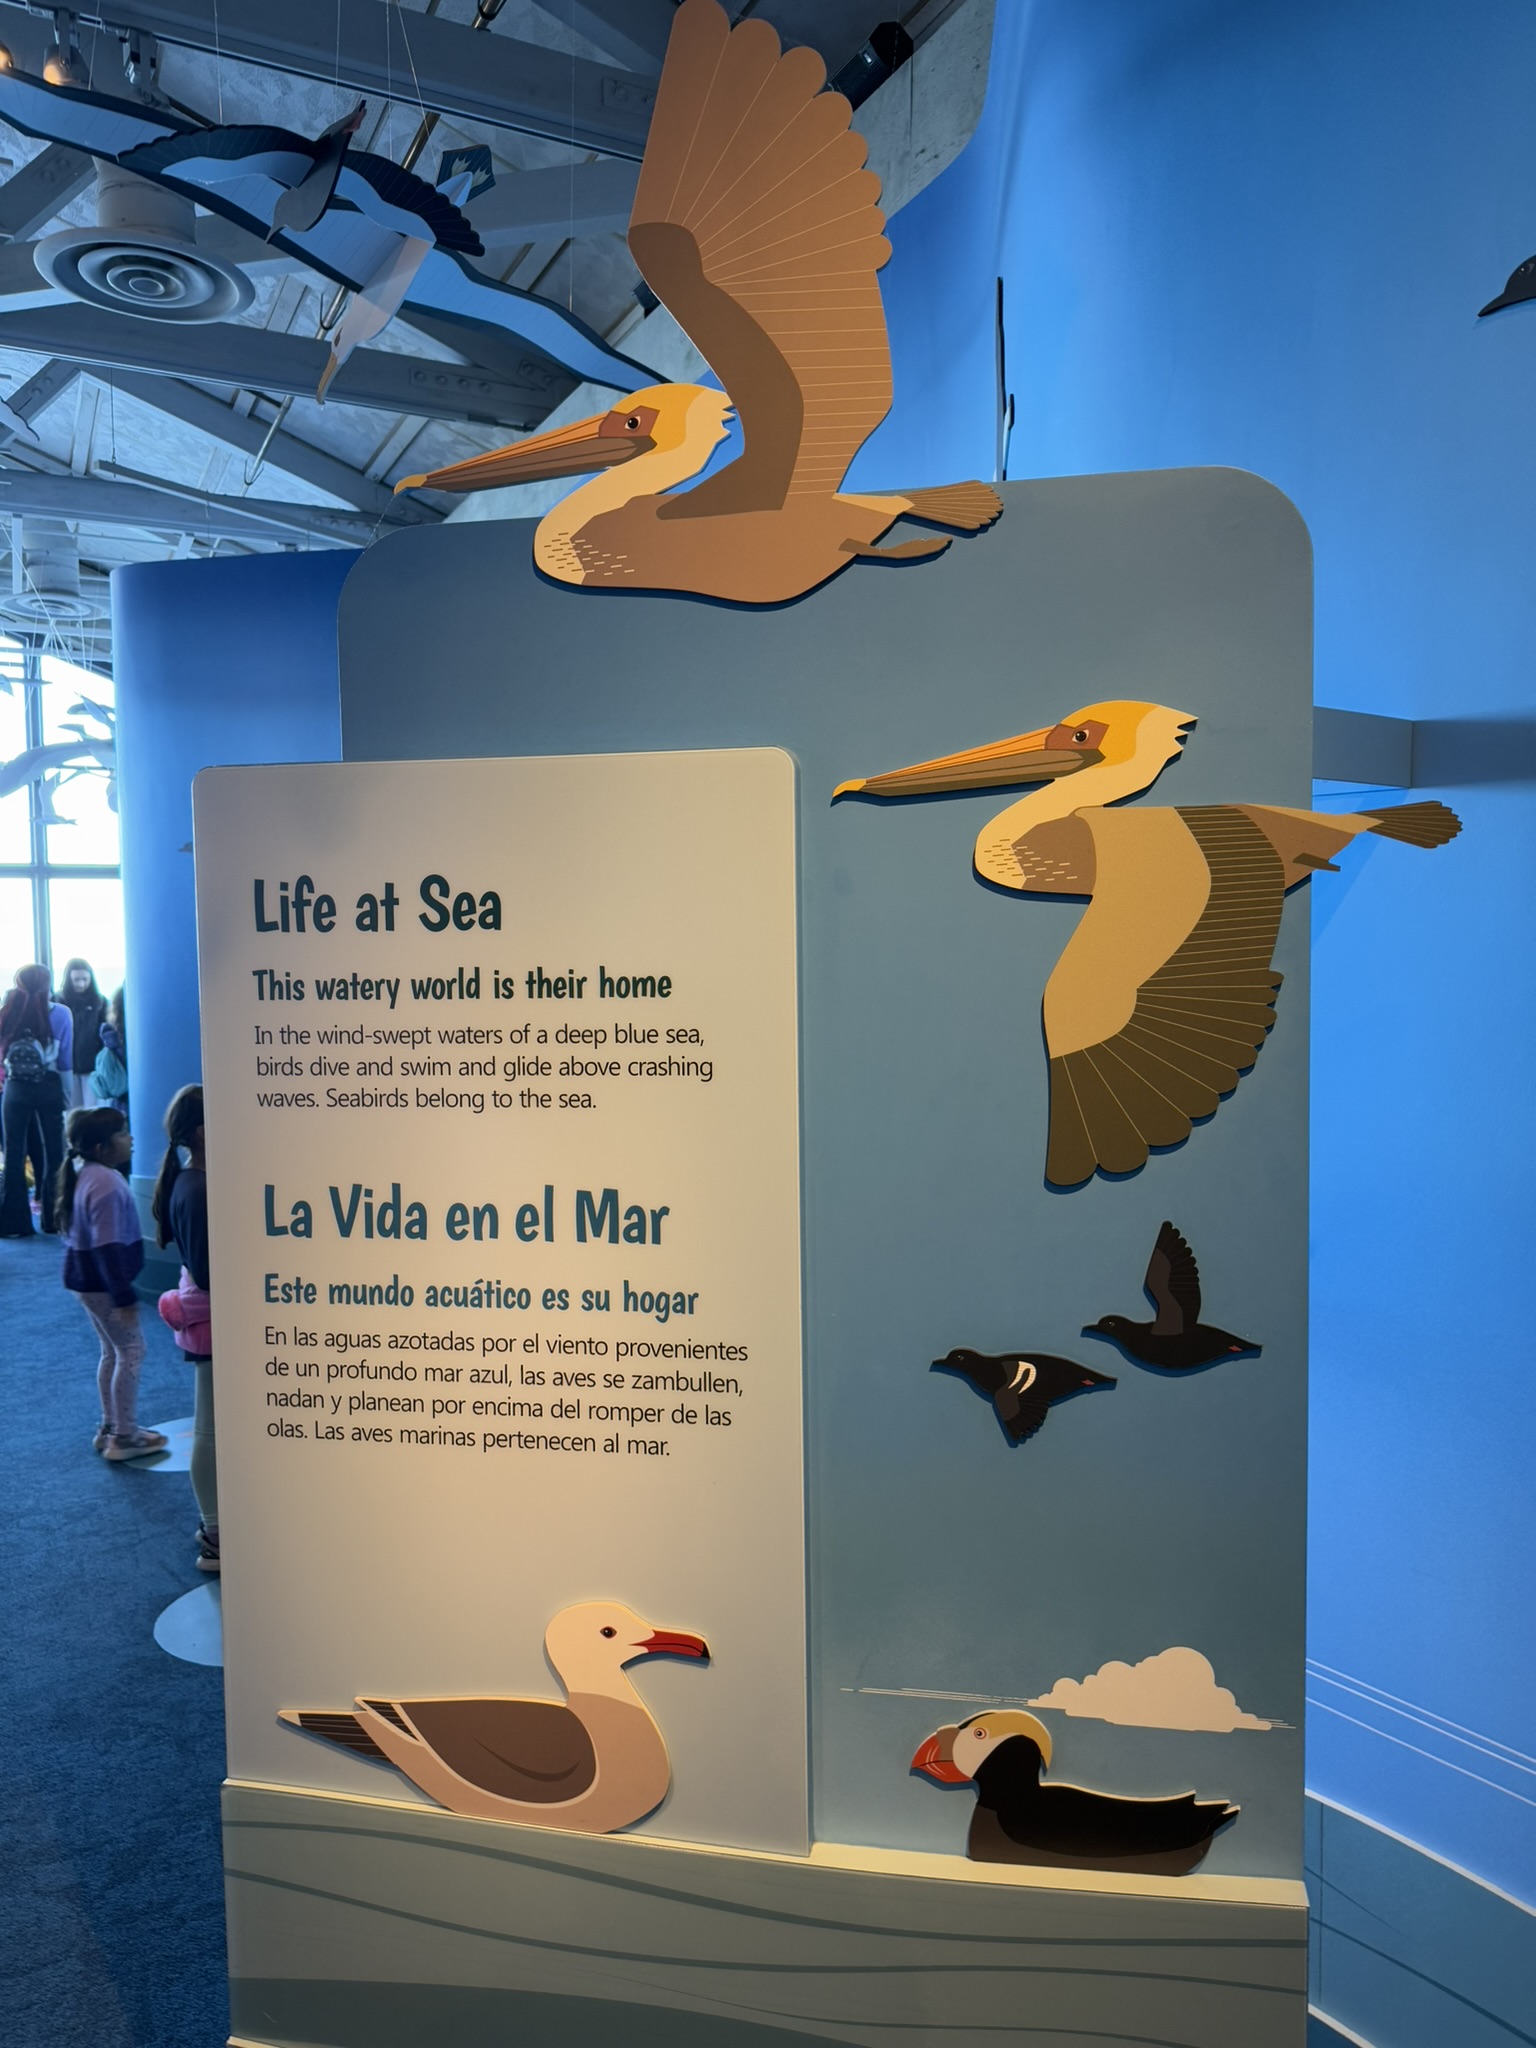 Life at Sea
This watery world is their home
In the wind-swept waters of a deep blue sea,
birds dive and swim and glide above crashing
waves. Seabirds belong to the sea.
La Vida en el Mar
Este mundo acuático es su hogar
En las aguas azotadas por el viento provenientes
de un profundo mar azul, las aves se zambullen,
nadan y planean por encima del romper de las
olas. Las aves marinas pertenecen al mar.